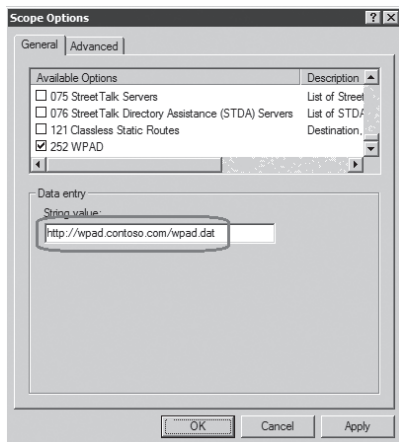 Scope Options
General Advanced
Available Options Description
075 StreetTalk Servers List of Street
076 StreetTalk Directory Assistance (STDA) Servers List of STDA
121 Classless Static Routes Destination,
252 WPAD
Data entry
String value:
http://wpad.contoso.com/wpad.dat
OK Cancel Apply